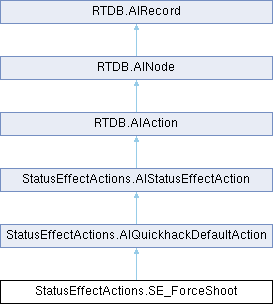 RTDB.AIRecord
RTDB.AINode
RTDB.AIAction
StatusEffectActions.AIStatusEffectAction
StatusEffectActions.AIQuickhackDefaultAction
StatusEffectActions.SE_ForceShoot